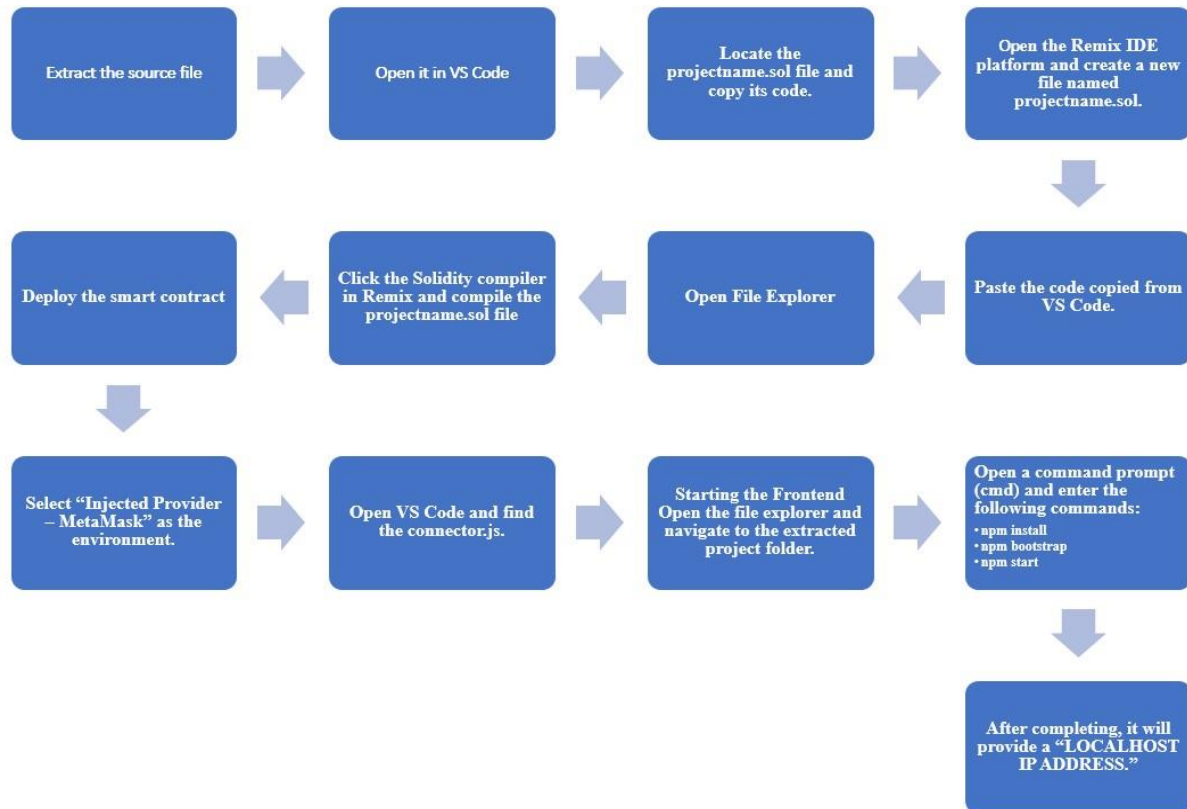 Extract the source file
Open it in VS Code
Locate the
projectname.sol file and
copy its code.
Open the Remix IDE
platform and create a new
file named
projectname.sol.
Paste the code copied from
VS Code.
Open File Explorer
Click the Solidity compiler
in Remix and compile the
projectname.sol file
Deploy the smart contract
Select “Injected Provider
– MetaMask” as the
environment.
Open VS Code and find
the connector.js.
Starting the Frontend
Open the file explorer and
navigate to the extracted
project folder.
Open a command prompt
(cmd) and enter the
following commands:
• npm install
• npm bootstrap
• npm start
After completing, it will
provide a “LOCALHOST
IP ADDRESS.”